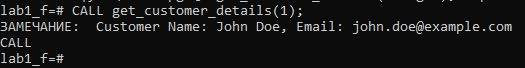 lab1_f=# CALL get_customer_details(1);
ЗАМЕЧАНИЕ:  Customer Name: John Doe, Email: john.doe@example.com
CALL
lab1_f=#